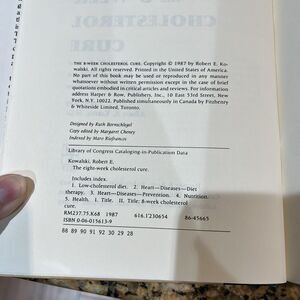 THE 8-WEEK CHOLESTEROL CURE. Copyright © 1987 by Robert E. Ko-
walski. All rights reserved. Printed in the United States of America.
No part of this book may be used or reproduced in any manner
whatsoever without written permission except in the case of brief
quotations embodied in critical articles and reviews. For information
address Harper & Row, Publishers, Inc., 10 East 53rd Street, New
York, N.Y. 10022. Published simultaneously in Canada by Fitzhenry
& Whiteside Limited, Toronto.
Designed by Ruth Bornschlegel
Copy edited by Margaret Cheney
Indexed by Maro Riofrancos
Library of Congress Cataloging-in-Publication Data
Kowalski, Robert E.
The eight-week cholesterol cure.
Includes index.
1. Low-cholesterol diet. 2. Heart—Diseases—Diet
therapy. 3. Heart—Diseases—Prevention. 4. Nutrition.
5. Health. I. Title. II. Title: 8-week cholesterol
cure.
RM237.75.K68 1987 616.1'230654 86-45665
ISBN 0-06-015613-9
88 89 90 91 92 30 29 28